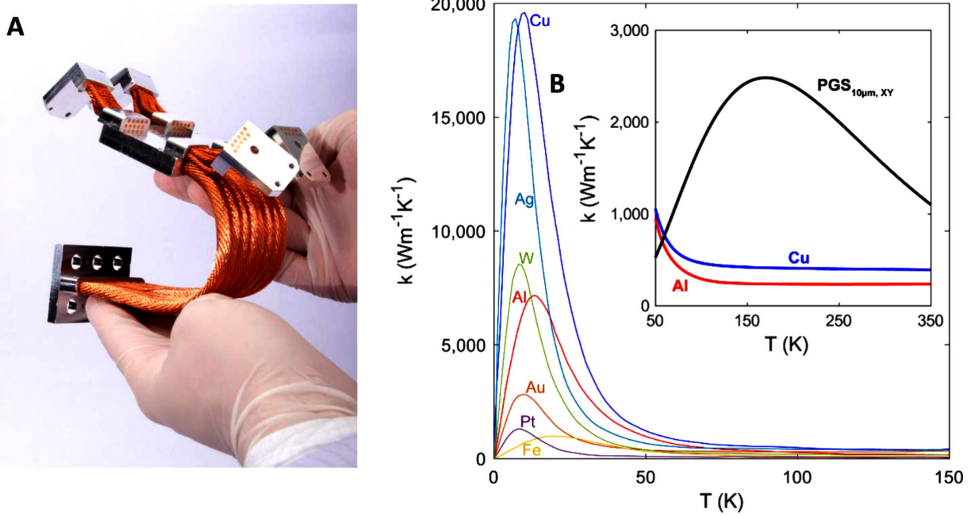 A
B
20,000
15,000
10,000
5,000
0
k (Wm⁻¹K⁻¹)
0
50
100
150
T (K)
Cu
Ag
W
Al
Au
Pt
Fe
3,000
2,000
1,000
0
k (Wm⁻¹K⁻¹)
50
150
250
350
T (K)
PGS10µm, XY
Cu
Al